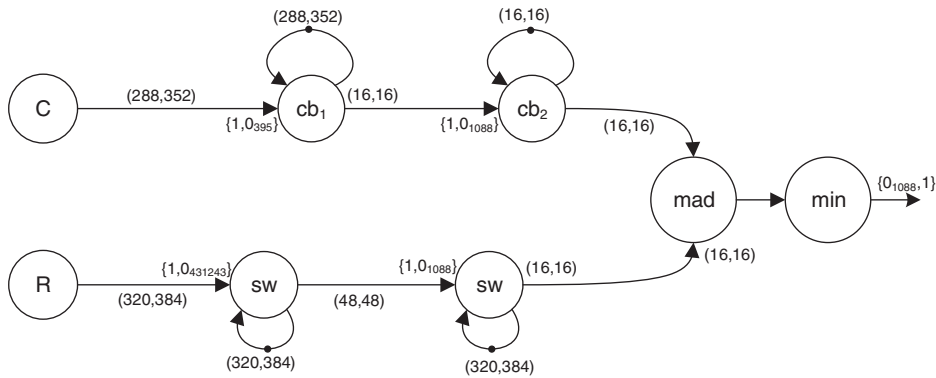 (288,352)
(16,16)
C
(288,352)
{1,0₃₉₅}
cb₁
(16,16)
{1,0₁₀₈₈}
cb₂
(16,16)
mad
min
{0₁₀₈₈,1}
R
{1,0₄₃₁₂₄₃}
(320,384)
sw
(320,384)
(48,48)
{1,0₁₀₈₈}
sw
(320,384)
(16,16)
(16,16)